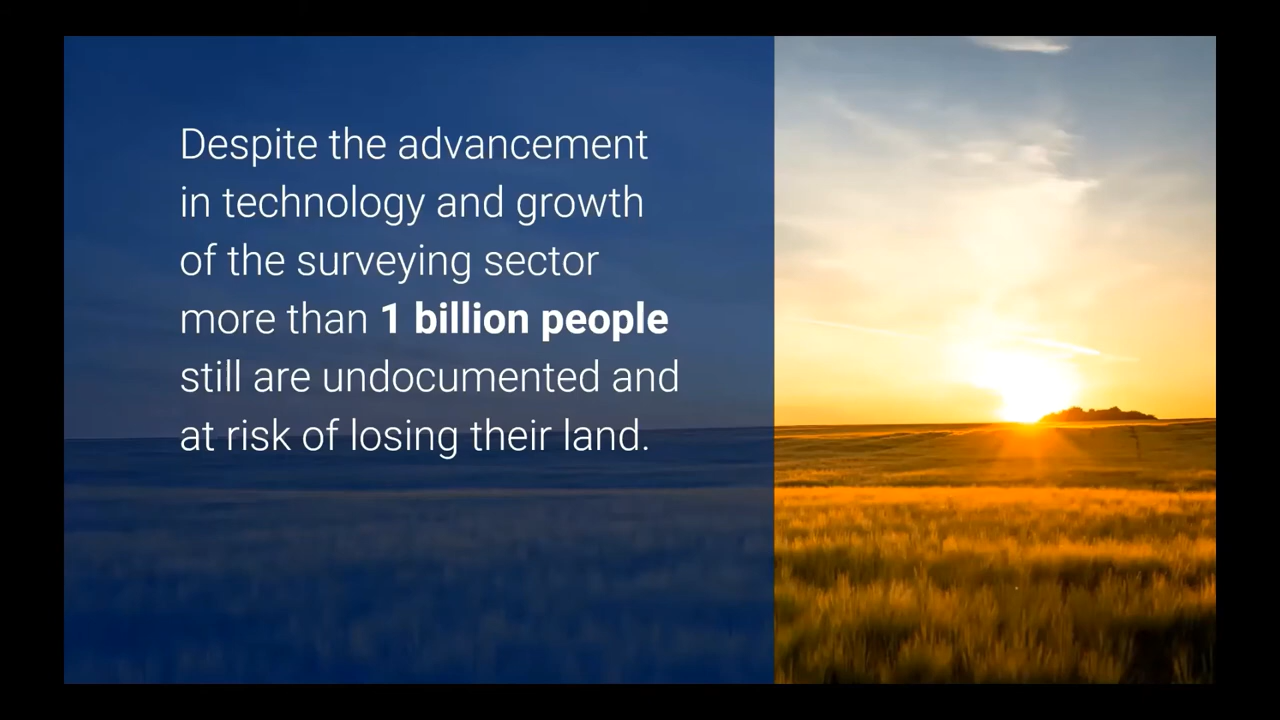 Despite the advancement
in technology and growth
of the surveying sector
more than 1 billion people
still are undocumented and
at risk of losing their land.